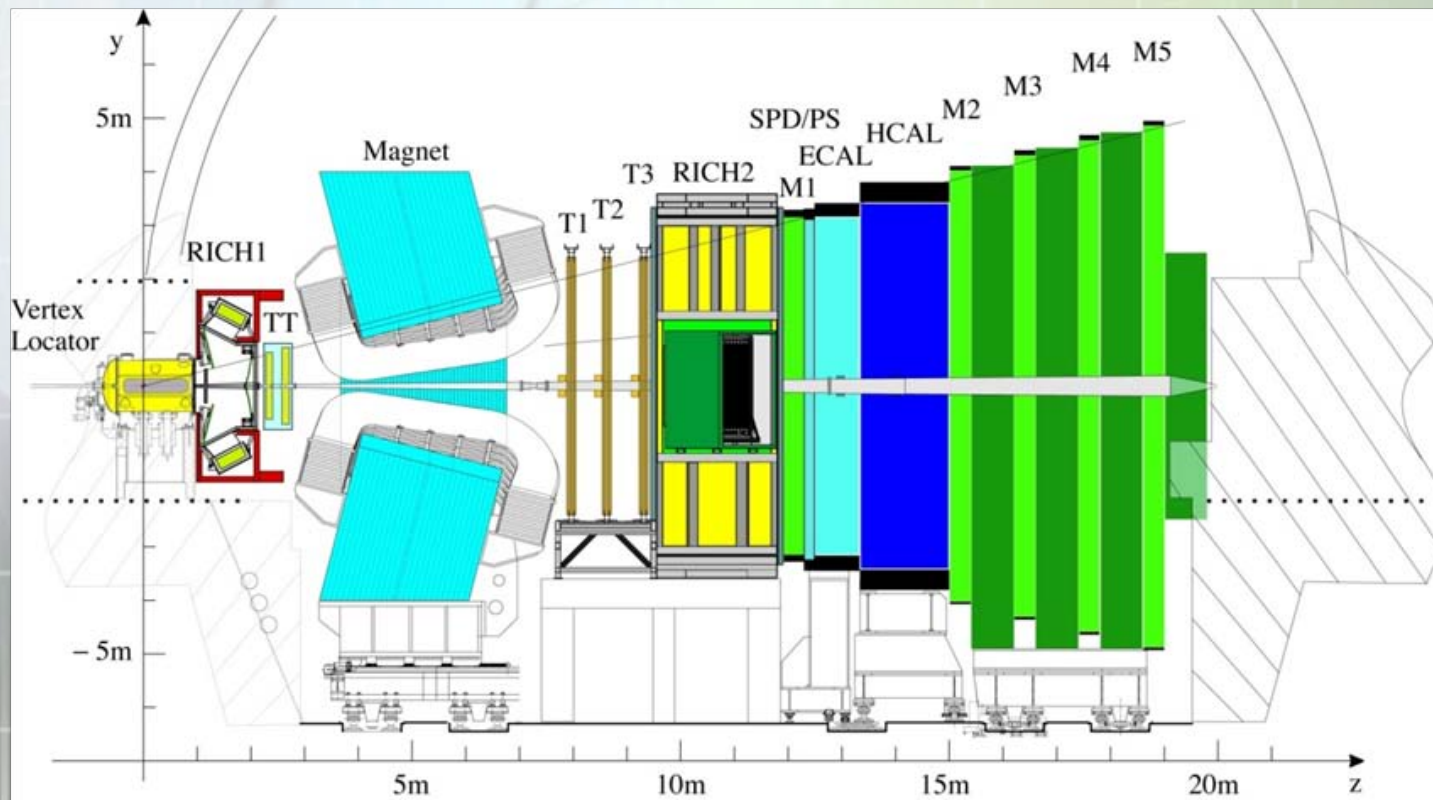 y
5m
M5
M4
M3
M2
SPD/PS
HCAL
ECAL
Magnet
RICH2
T3
M1
T2
T1
RICH1
TT
Vertex
Locator
− 5m
5m
10m
15m
20m
z